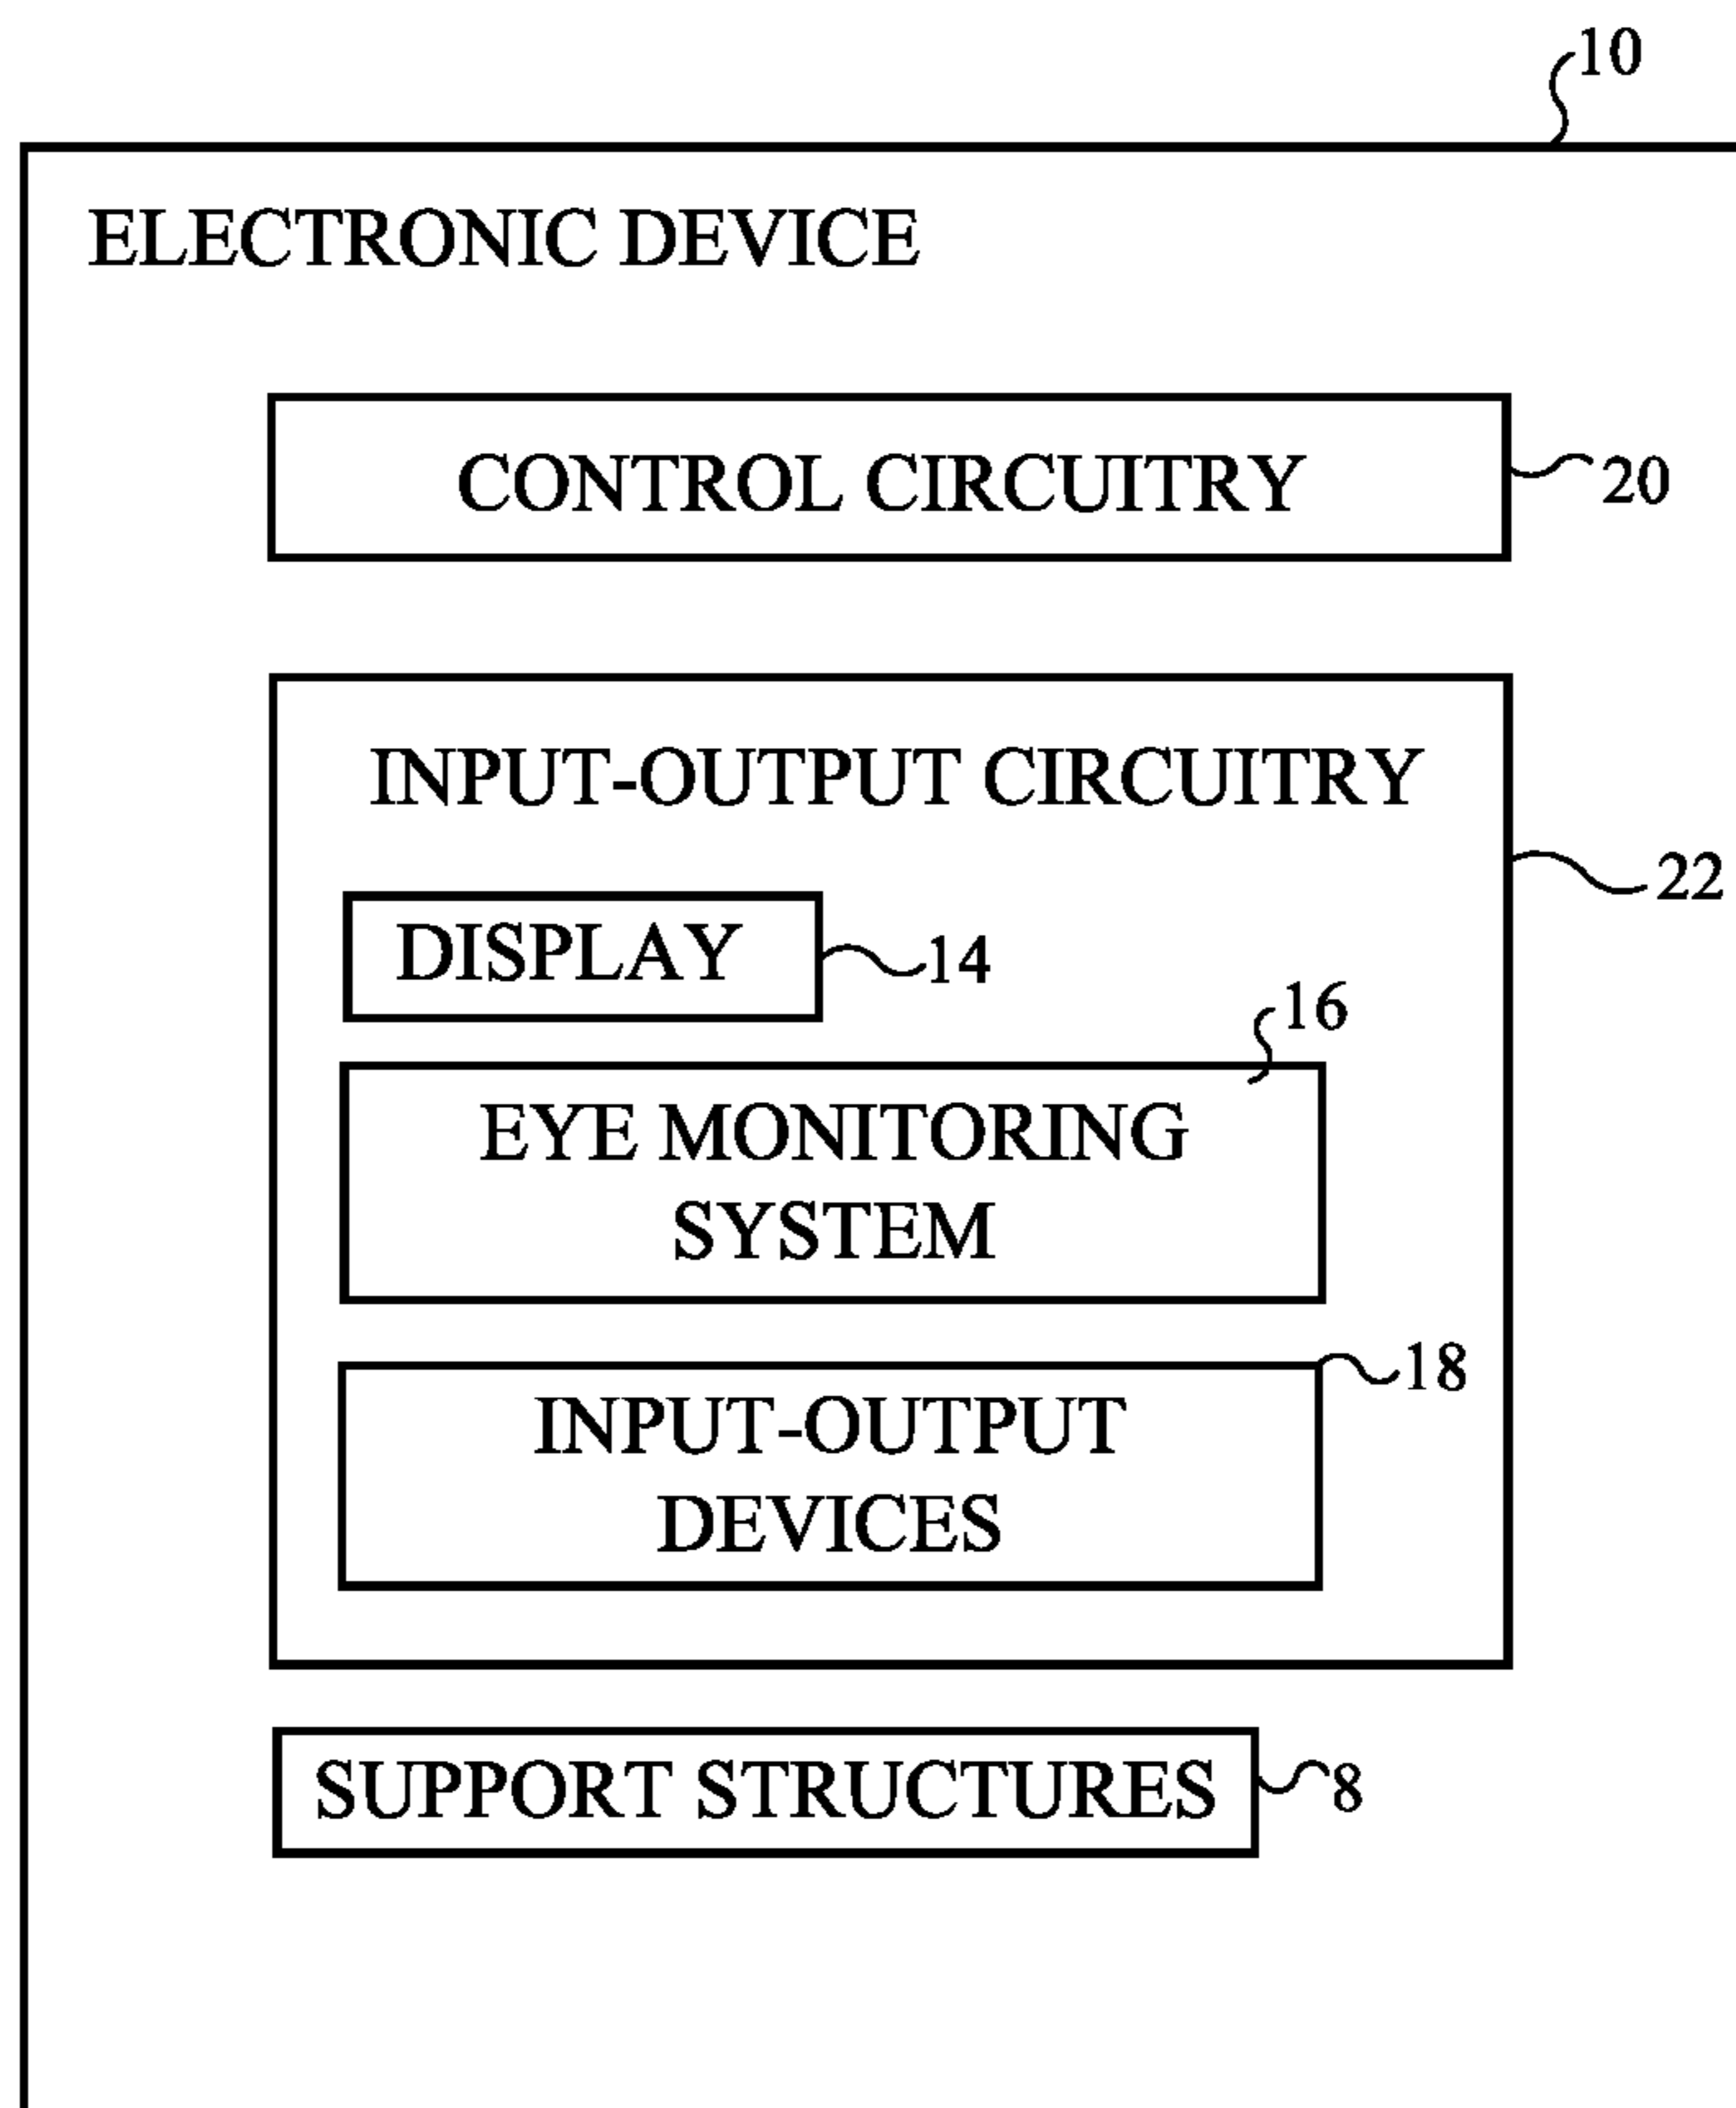 10
ELECTRONIC DEVICE
CONTROL CIRCUITRY
20
INPUT-OUTPUT CIRCUITRY
22
DISPLAY
14
16
EYE MONITORING
SYSTEM
18
INPUT-OUTPUT
DEVICES
SUPPORT STRUCTURES
8